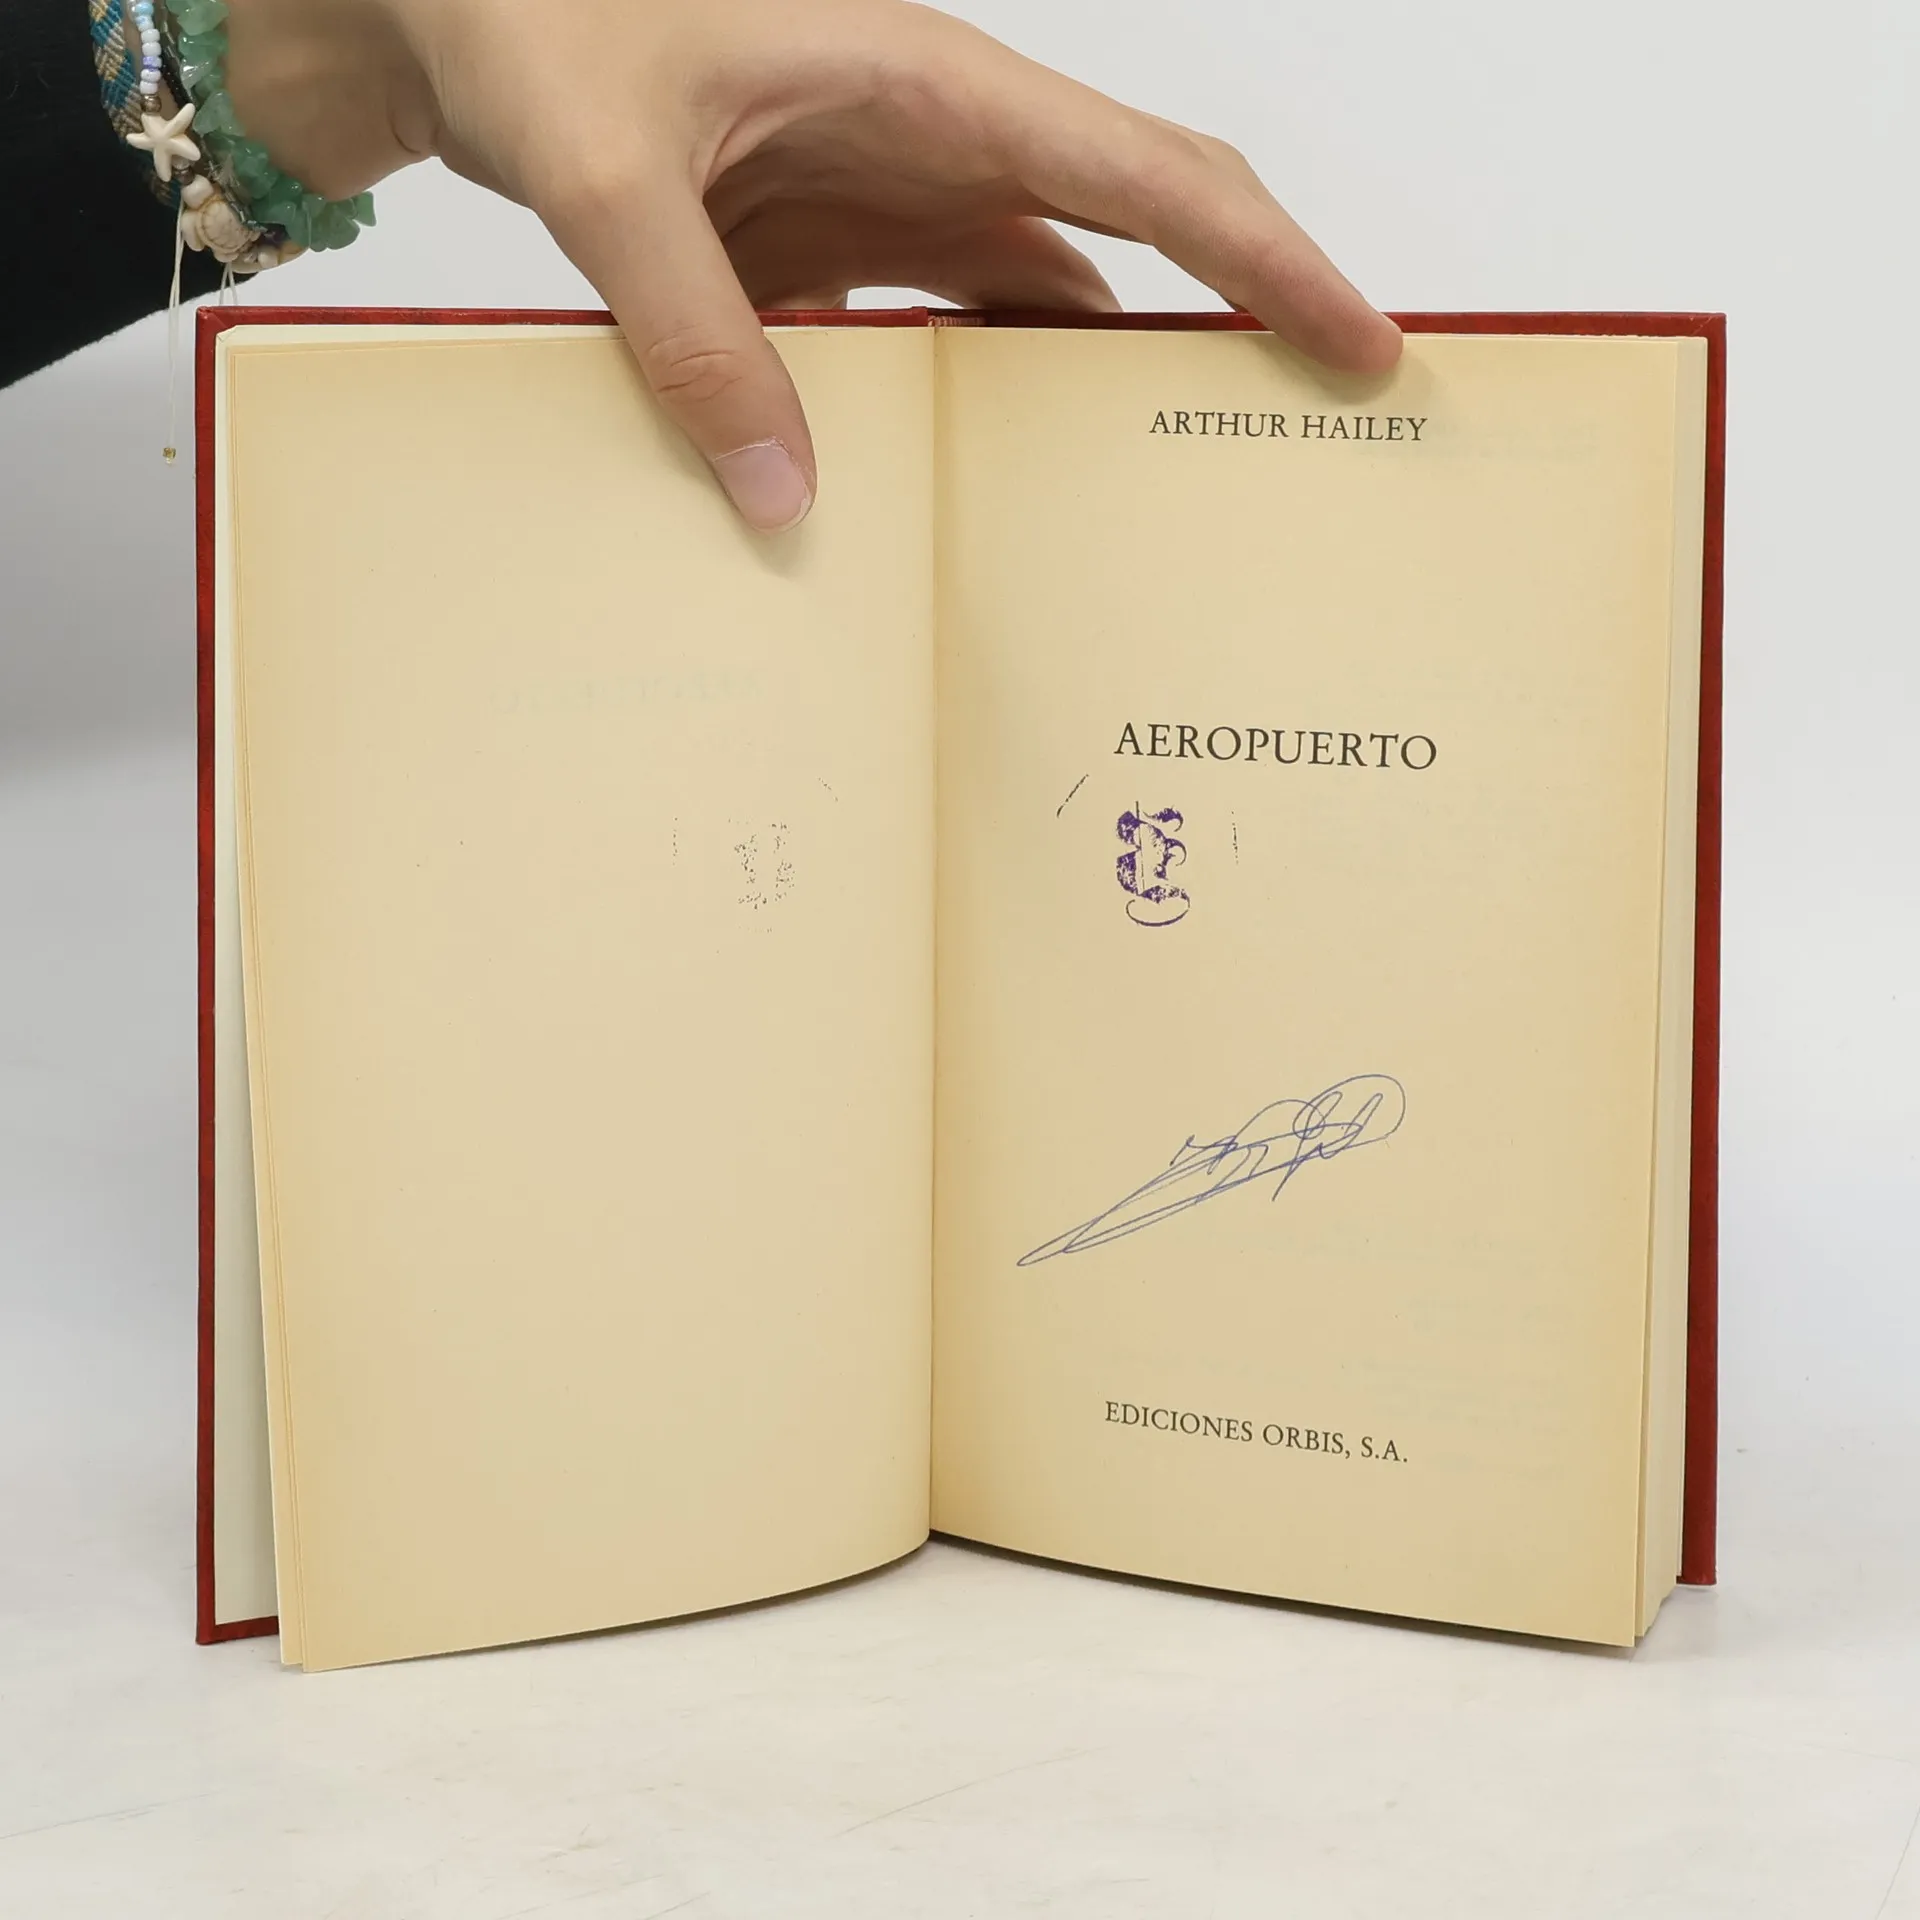 ARTHUR HAILEY
AEROPUERTO
EDICIONES ORBIS, S.A.